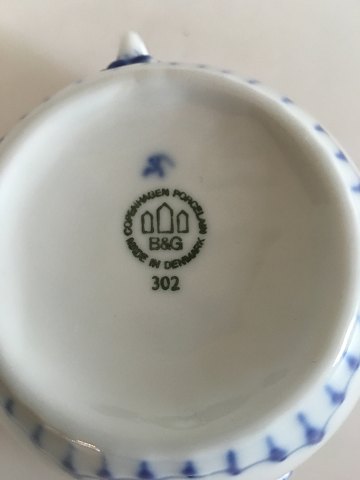 COPENHAGEN PORCELAIN
B&G
MADE IN DENMARK
302